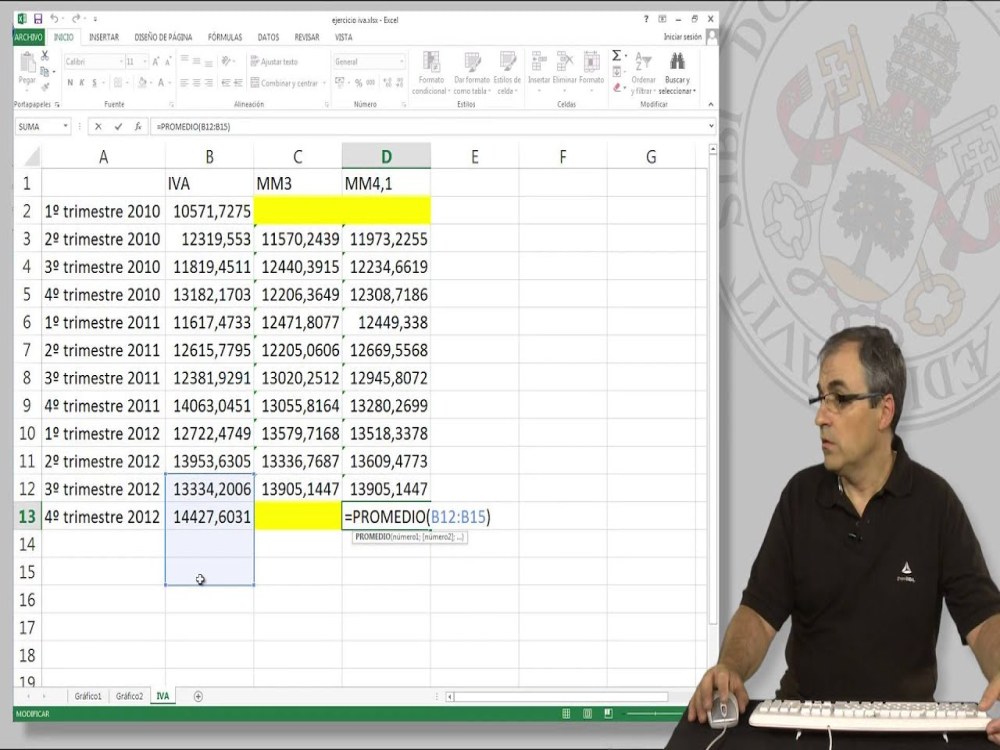 ejercicio iva.xlsx - Excel
ARCHIVO INICIO INSERTAR DISEÑO DE PÁGINA FÓRMULAS DATOS REVISAR VISTA Iniciar sesión
Calibri 11 Ajustar texto General Σ
Pegar N K S Combinar y centrar % 000 Formato condicional Dar formato como tabla Estilos de celda Insertar Eliminar Formato Ordenar y filtrar Buscar y seleccionar
Portapapeles Fuente Alineación Número Estilos Celdas Modificar
SUMA fx =PROMEDIO(B12:B15)
A B C D E F G
1 IVA MM3 MM4,1
2 1º trimestre 2010 10571,7275
3 2º trimestre 2010 12319,553 11570,2439 11973,2255
4 3º trimestre 2010 11819,4511 12440,3915 12234,6619
5 4º trimestre 2010 13182,1703 12206,3649 12308,7186
6 1º trimestre 2011 11617,4733 12471,8077 12449,338
7 2º trimestre 2011 12615,7795 12205,0606 12669,5568
8 3º trimestre 2011 12381,9291 13020,2512 12945,8072
9 4º trimestre 2011 14063,0451 13055,8164 13280,2699
10 1º trimestre 2012 12722,4749 13579,7168 13518,3378
11 2º trimestre 2012 13953,6305 13336,7687 13609,4773
12 3º trimestre 2012 13334,2006 13905,1447 13905,1447
13 4º trimestre 2012 14427,6031 =PROMEDIO(B12:B15)
14 PROMEDIO(número1; [número2]; ...)
15
16
17
18
19
Gráfico1 Gráfico2 IVA
MODIFICAR